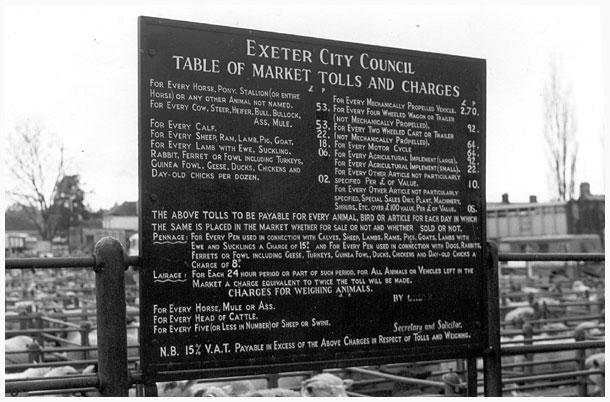 EXETER CITY COUNCIL
TABLE OF MARKET TOLLS AND CHARGES
£ P
FOR EVERY HORSE, PONY, STALLION (OR ENTIRE
HORSE) OR ANY OTHER ANIMAL NOT NAMED. 53.
FOR EVERY COW, STEER, HEIFER, BULL, BULLOCK,
ASS, MULE. 53.
FOR EVERY CALF. 22.
FOR EVERY SHEEP, RAM, LAMB, PIG, GOAT. 18.
FOR EVERY LAMB WITH EWE, SUCKLING. 06.
RABBIT, FERRET OR FOWL INCLUDING TURKEYS,
GUINEA FOWL, GEESE, DUCKS, CHICKENS AND
DAY-OLD CHICKS PER DOZEN. 02.
£ P
FOR EVERY MECHANICALLY PROPELLED VEHICLE. 2.70.
FOR EVERY FOUR WHEELED WAGON OR TRAILER
(NOT MECHANICALLY PROPELLED). 92.
FOR EVERY TWO WHEELED CART OR TRAILER
(NOT MECHANICALLY PROPELLED). 64.
FOR EVERY MOTOR CYCLE 64.
FOR EVERY AGRICULTURAL IMPLEMENT (LARGE).
FOR EVERY AGRICULTURAL IMPLEMENT (SMALL). 22.
FOR EVERY OTHER ARTICLE NOT PARTICULARLY
SPECIFIED PER £ OF VALUE. 10.
FOR EVERY OTHER ARTICLE NOT PARTICULARLY
SPECIFIED, SPECIAL SALES ONLY, PLANT, MACHINERY,
SHRUBS, ETC. OVER £100 VALUE, PER £ OF VALUE. 05.
THE ABOVE TOLLS TO BE PAYABLE FOR EVERY ANIMAL, BIRD OR ARTICLE FOR EACH DAY IN WHICH
THE SAME IS PLACED IN THE MARKET WHETHER FOR SALE OR NOT AND WHETHER SOLD OR NOT.
PENNAGE: FOR EVERY PEN USED IN CONNECTION WITH CALVES, SHEEP, LAMBS, RAMS, PIGS, GOATS, LAMBS WITH
EWE AND SUCKLINGS A CHARGE OF 15P AND FOR EVERY PEN USED IN CONNECTION WITH DOGS, RABBITS,
FERRETS OR FOWL INCLUDING GEESE, TURKEYS, GUINEA FOWL, DUCKS, CHICKENS AND DAY-OLD CHICKS A
CHARGE OF 8P
LAIRAGE: FOR EACH 24 HOUR PERIOD OR PART OF SUCH PERIOD, FOR ALL ANIMALS OR VEHICLES LEFT IN THE
MARKET A CHARGE EQUIVALENT TO TWICE THE TOLL WILL BE MADE.
CHARGES FOR WEIGHING ANIMALS.
BY
FOR EVERY HORSE, MULE OR ASS.
FOR EVERY HEAD OF CATTLE.
FOR EVERY FIVE (OR LESS IN NUMBER) OF SHEEP OR SWINE.
Secretary and Solicitor.
N.B. 15% V.A.T. PAYABLE IN EXCESS OF THE ABOVE CHARGES IN RESPECT OF TOLLS AND WEIGHING.